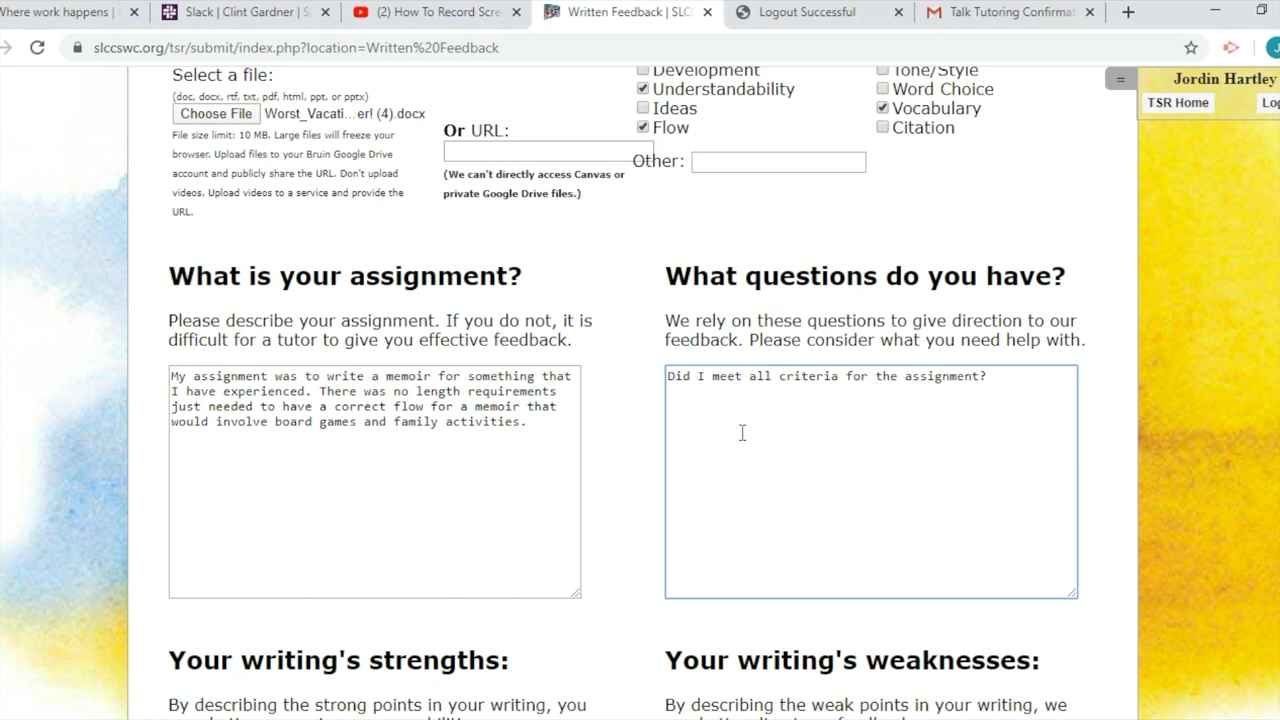 Where work happens | S
Slack | Clint Gardner | Sl
(2) How To Record Scre
Written Feedback | SLCC
Logout Successful
Talk Tutoring Confirmat
slccswc.org/tsr/submit/index.php?location=Written%20Feedback
Jordin Hartley
TSR Home
Log
Select a file:
(doc, docx, rtf, txt, pdf, html, ppt, or pptx)
Choose File Worst_Vacati...er! (4).docx
File size limit: 10 MB. Large files will freeze your
browser. Upload files to your Bruin Google Drive
account and publicly share the URL. Don't upload
videos. Upload videos to a service and provide the
URL.
Or URL:
(We can't directly access Canvas or
private Google Drive files.)
Development
Understandability
Ideas
Flow
Tone/Style
Word Choice
Vocabulary
Citation
Other:
What is your assignment?
Please describe your assignment. If you do not, it is
difficult for a tutor to give you effective feedback.
My assignment was to write a memoir for something that
I have experienced. There was no length requirements
just needed to have a correct flow for a memoir that
would involve board games and family activities.
What questions do you have?
We rely on these questions to give direction to our
feedback. Please consider what you need help with.
Did I meet all criteria for the assignment?
Your writing's strengths:
By describing the strong points in your writing, you
Your writing's weaknesses:
By describing the weak points in your writing, we